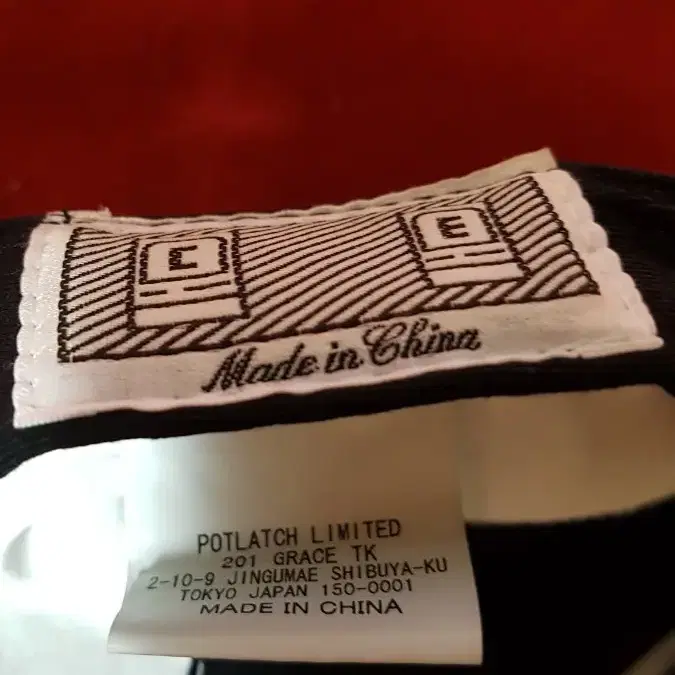 Made in China
POTLATCH LIMITED
201 GRACE TK
2-10-9 JINGUMAE SHIBUYA-KU
TOKYO JAPAN 150-0001
MADE IN CHINA